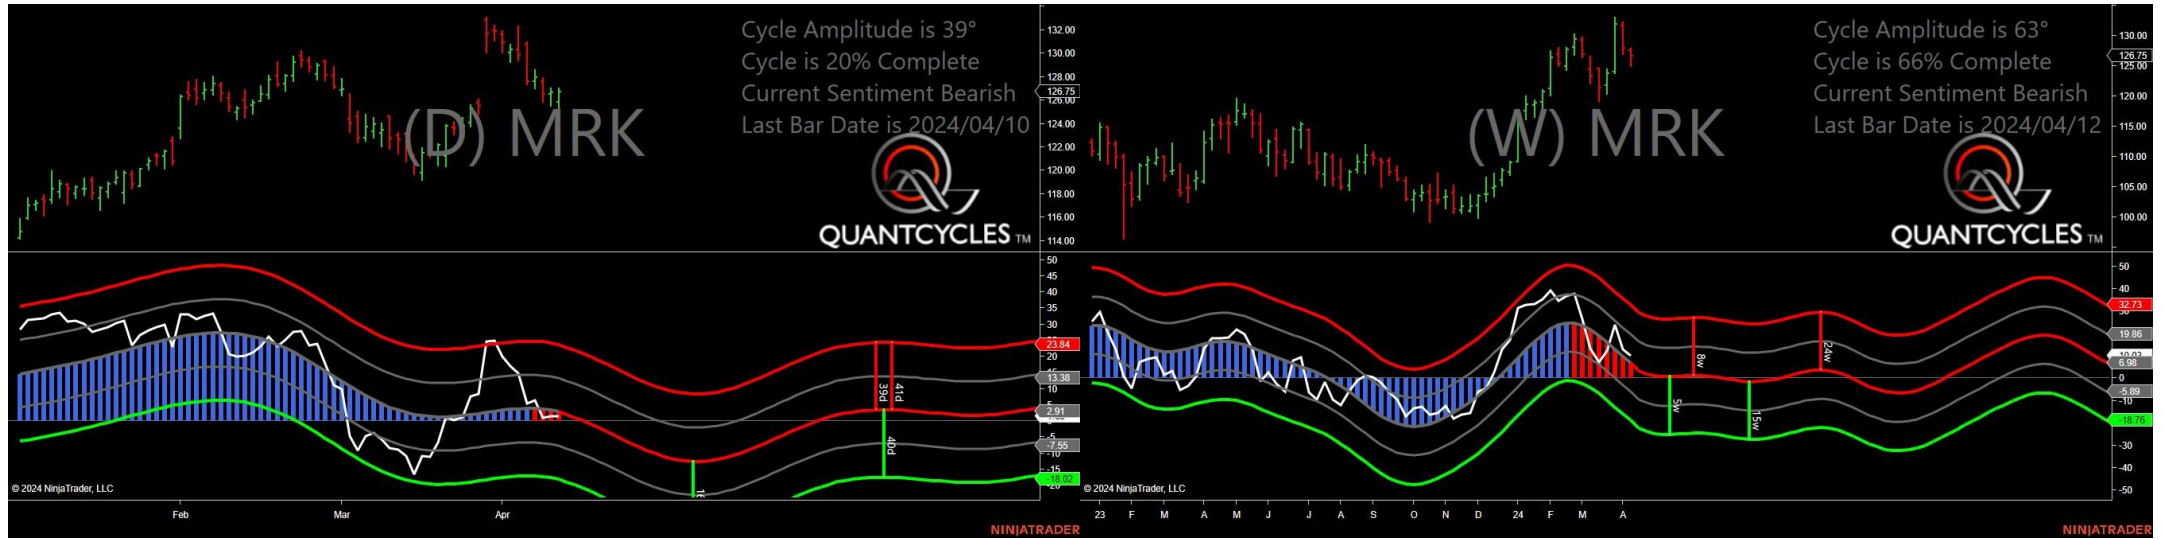 Cycle Amplitude is 39°
Cycle is 20% Complete
Current Sentiment Bearish
Last Bar Date is 2024/04/10
(D) MRK
QUANTCYCLES TM
132.00
130.00
128.00
126.75
126.00
124.00
122.00
120.00
118.00
116.00
114.00
50
45
40
35
30
23.84
20
15
13.38
10
2.91
-5
-7.55
-10
-15
-18.02
39d
41d
40d
© 2024 NinjaTrader, LLC
Feb
Mar
Apr
NINJATRADER
Cycle Amplitude is 63°
Cycle is 66% Complete
Current Sentiment Bearish
Last Bar Date is 2024/04/12
(W) MRK
QUANTCYCLES TM
130.00
126.75
125.00
120.00
115.00
110.00
105.00
100.00
50
40
32.73
19.86
6.98
0
-5.89
-10
-18.76
-30
-40
-50
8w
24w
5w
15w
© 2024 NinjaTrader, LLC
23 F M A M J J A S O N D 24 F M A
NINJATRADER